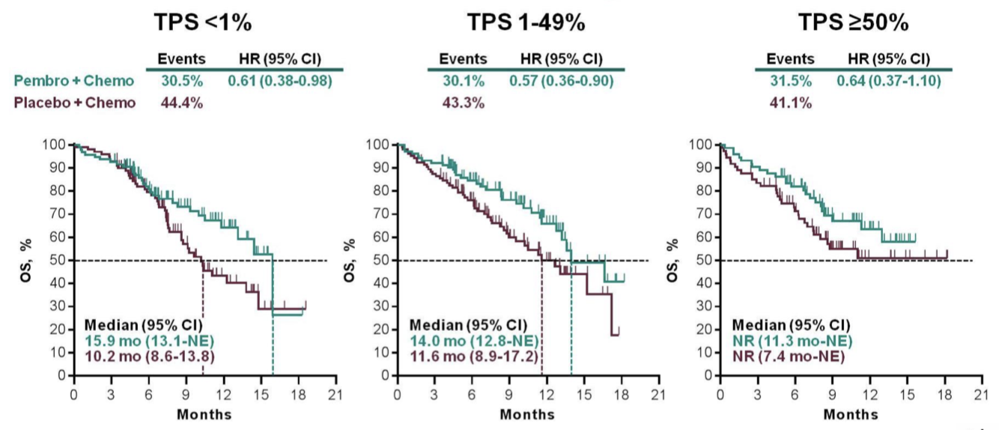 TPS <1%
Events HR (95% CI)
Pembro + Chemo 30.5% 0.61 (0.38-0.98)
Placebo + Chemo 44.4%
OS, %
100
90
80
70
60
50
40
30
20
10
0
Median (95% CI)
15.9 mo (13.1-NE)
10.2 mo (8.6-13.8)
0 3 6 9 12 15 18 21
Months
TPS 1-49%
Events HR (95% CI)
30.1% 0.57 (0.36-0.90)
43.3%
OS, %
100
90
80
70
60
50
40
30
20
10
0
Median (95% CI)
14.0 mo (12.8-NE)
11.6 mo (8.9-17.2)
0 3 6 9 12 15 18 21
Months
TPS ≥50%
Events HR (95% CI)
31.5% 0.64 (0.37-1.10)
41.1%
OS, %
100
90
80
70
60
50
40
30
20
10
0
Median (95% CI)
NR (11.3 mo-NE)
NR (7.4 mo-NE)
0 3 6 9 12 15 18 21
Months